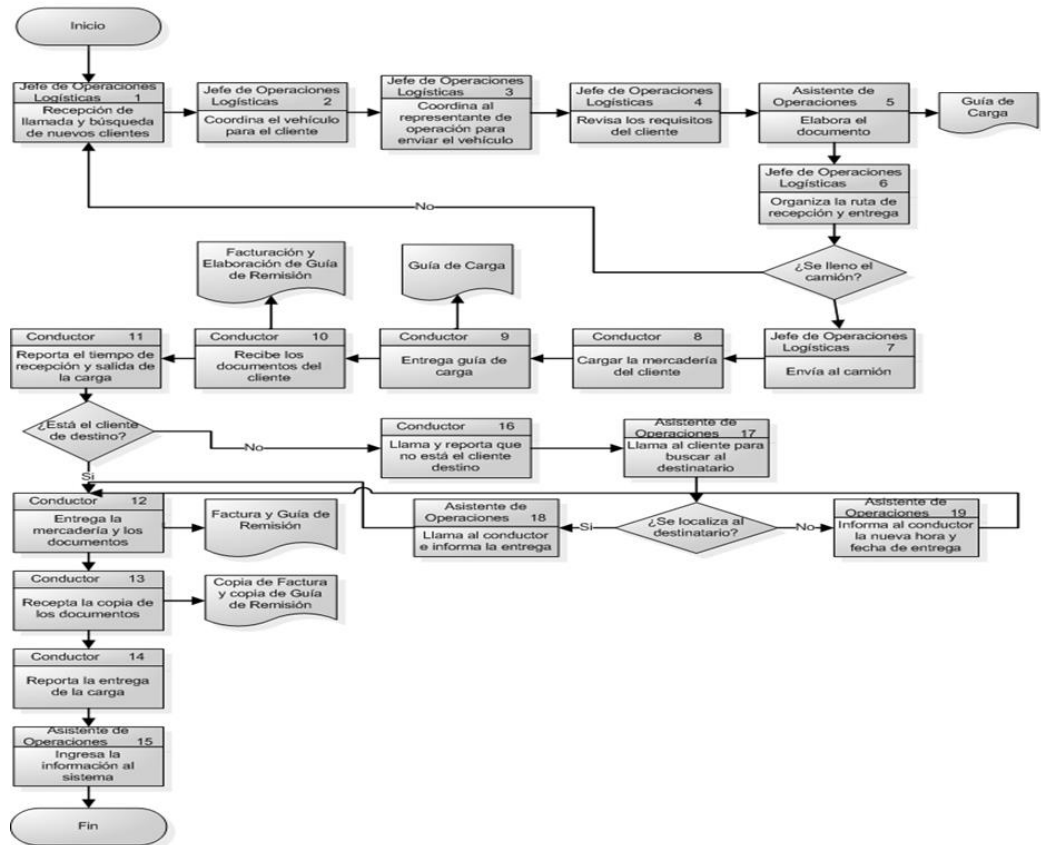 Inicio
Jefe de Operaciones
Logísticas 1
Recepción de
llamada y búsqueda
de nuevos clientes
Jefe de Operaciones
Logísticas 2
Coordina el vehículo
para el cliente
Jefe de Operaciones
Logísticas 3
Coordina al
representante de
operación para
enviar el vehículo
Jefe de Operaciones
Logísticas 4
Revisa los requisitos
del cliente
Asistente de
Operaciones 5
Elabora el
documento
Guía de
Carga
Jefe de Operaciones
Logísticas 6
Organiza la ruta de
recepción y entrega
No
¿Se lleno el
camión?
Facturación y
Elaboración de Guía
de Remisión
Guía de Carga
Conductor 11
Reporta el tiempo de
recepción y salida de
la carga
Conductor 10
Recibe los
documentos del
cliente
Conductor 9
Entrega guía de
carga
Conductor 8
Cargar la mercadería
del cliente
Jefe de Operaciones
Logísticas 7
Envía al camión
¿Está el cliente
de destino?
No
Conductor 16
Llama y reporta que
no está el cliente
destino
Asistente de
Operaciones 17
Llama al cliente para
buscar al
destinatario
Si
Conductor 12
Entrega la
mercadería y los
documentos
Factura y Guía de
Remisión
Asistente de
Operaciones 18
Llama al conductor
e informa la entrega
Si
¿Se localiza al
destinatario?
No
Asistente de
Operaciones 19
Informa al conductor
la nueva hora y
fecha de entrega
Conductor 13
Recepta la copia de
los documentos
Copia de Factura
y copia de Guía
de Remisión
Conductor 14
Reporta la entrega
de la carga
Asistente de
Operaciones 15
Ingresa la
información al
sistema
Fin